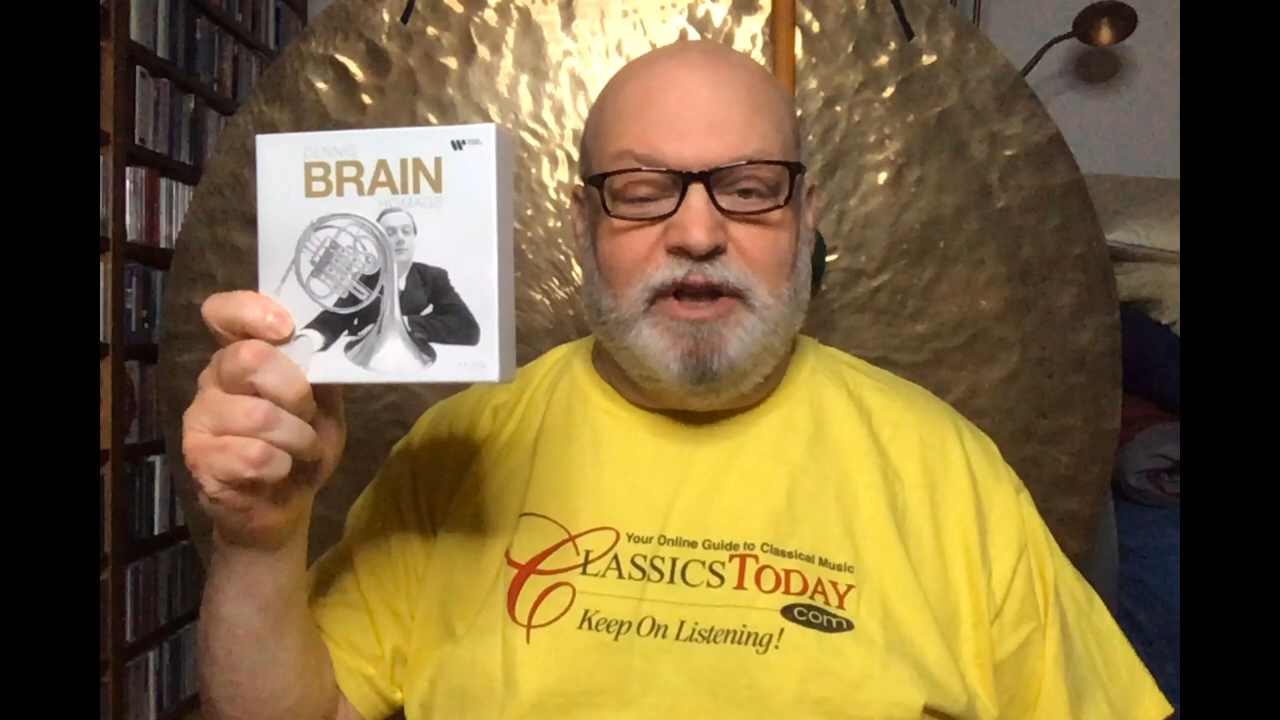 DENNIS
BRAIN
HOMAGE
Your Online Guide to Classical Music
CLASSICSTODAY
com
Keep On Listening!